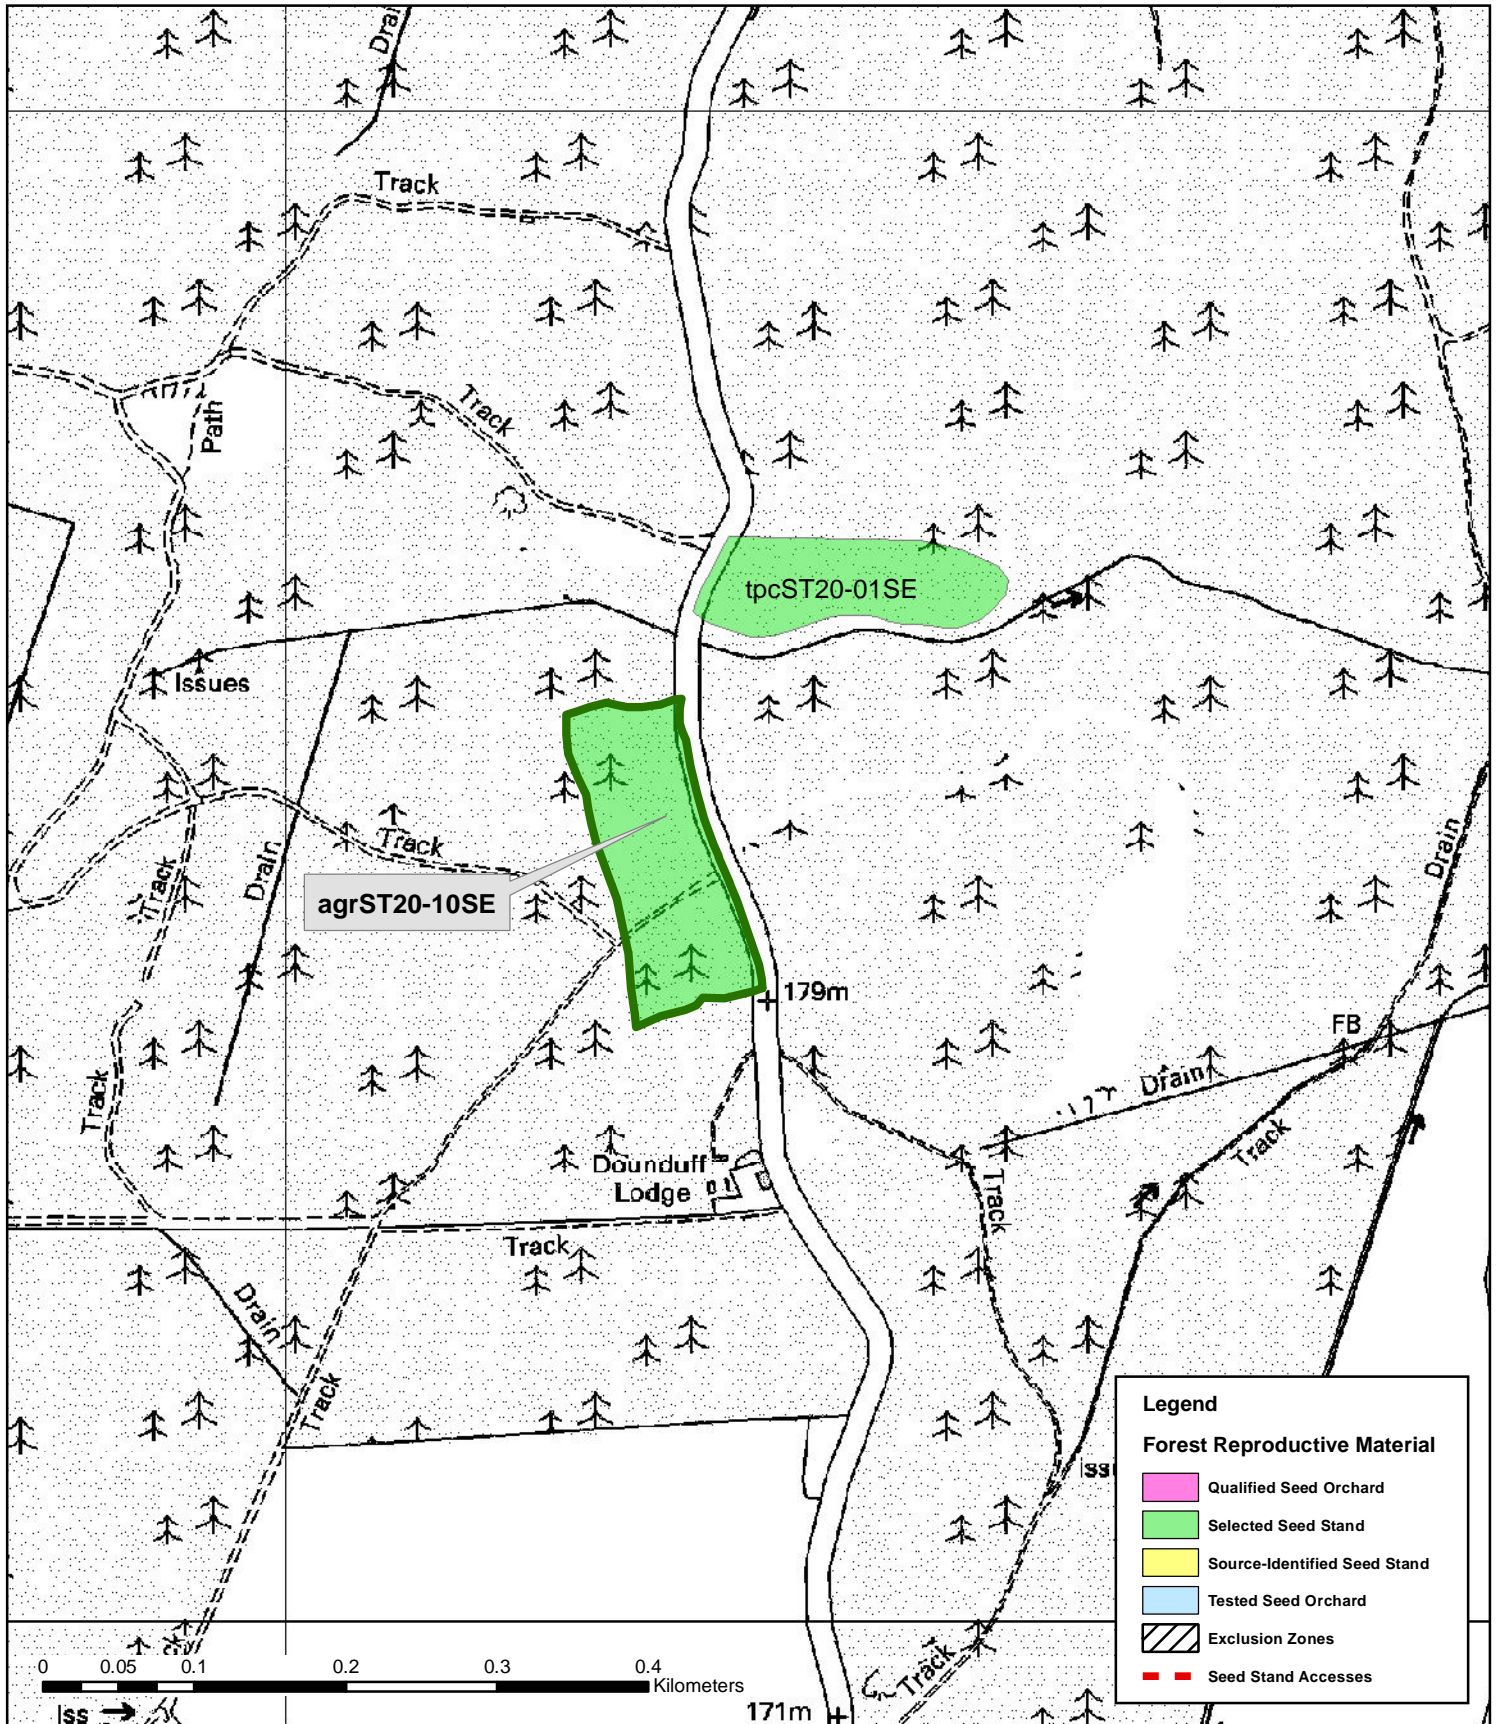 Drai
Track
Track
Path
tpcST20-01SE
Issues
Track
Drain
Track
Drain
agrST20-10SE
179m
FB
Drain
Track
Track
Dounduff
Lodge
Track
Track
Drain
Track
Legend
Forest Reproductive Material
Iss
Qualified Seed Orchard
Selected Seed Stand
Source-Identified Seed Stand
Tested Seed Orchard
Exclusion Zones
Seed Stand Accesses
Track
ck
0 0.05 0.1 0.2 0.3 0.4
Kilometers
Iss
171m